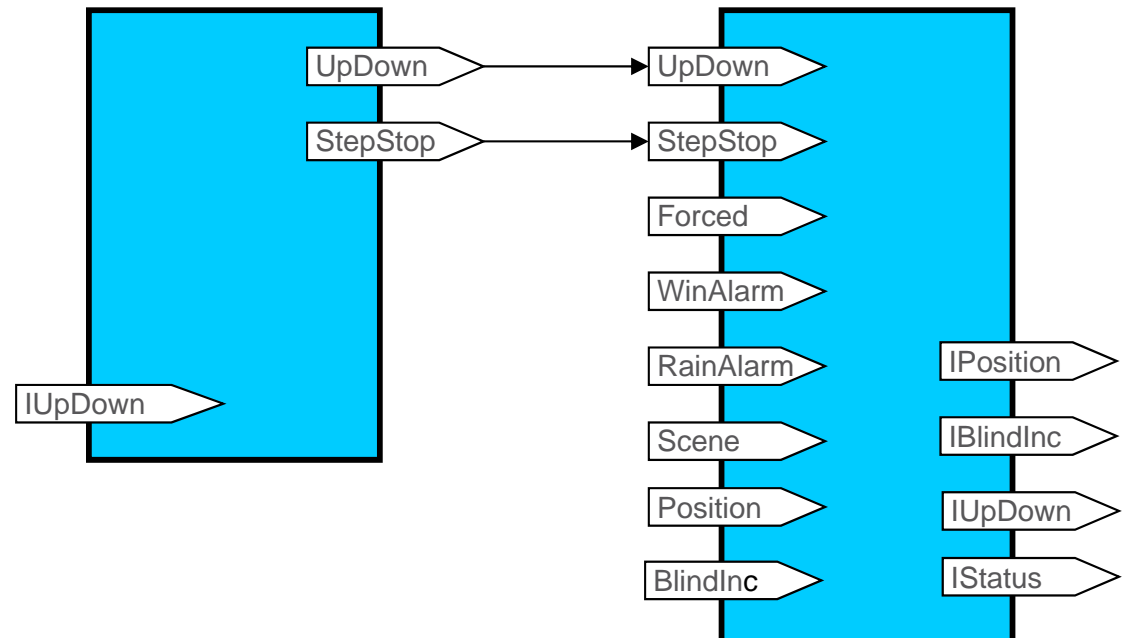 UpDown
StepStop
IUpDown
UpDown
StepStop
Forced
WinAlarm
RainAlarm
Scene
Position
BlindInc
IPosition
IBlindInc
IUpDown
IStatus